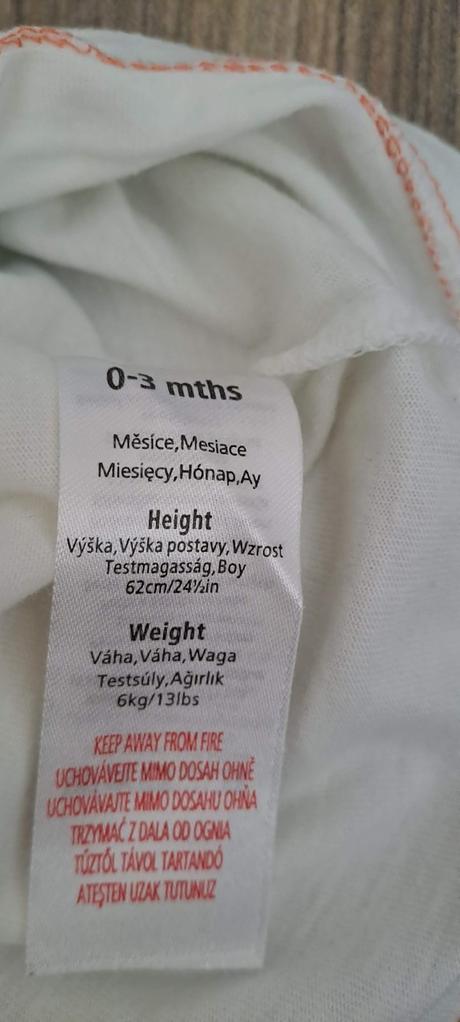 0-3 mths
Měsíce,Mesiace
Miesięcy,Hónap,Ay
Height
Výška,Výška postavy,Wzrost
Testmagasság,Boy
62cm/24½in
Weight
Váha,Váha,Waga
Testsúly,Ağırlık
6kg/13lbs
KEEP AWAY FROM FIRE
UCHOVÁVEJTE MIMO DOSAH OHNĚ
UCHOVÁVAJTE MIMO DOSAHU OHŇA
TRZYMAĆ Z DALA OD OGNIA
TŰZTŐL TÁVOL TARTANDÓ
ATEŞTEN UZAK TUTUNUZ